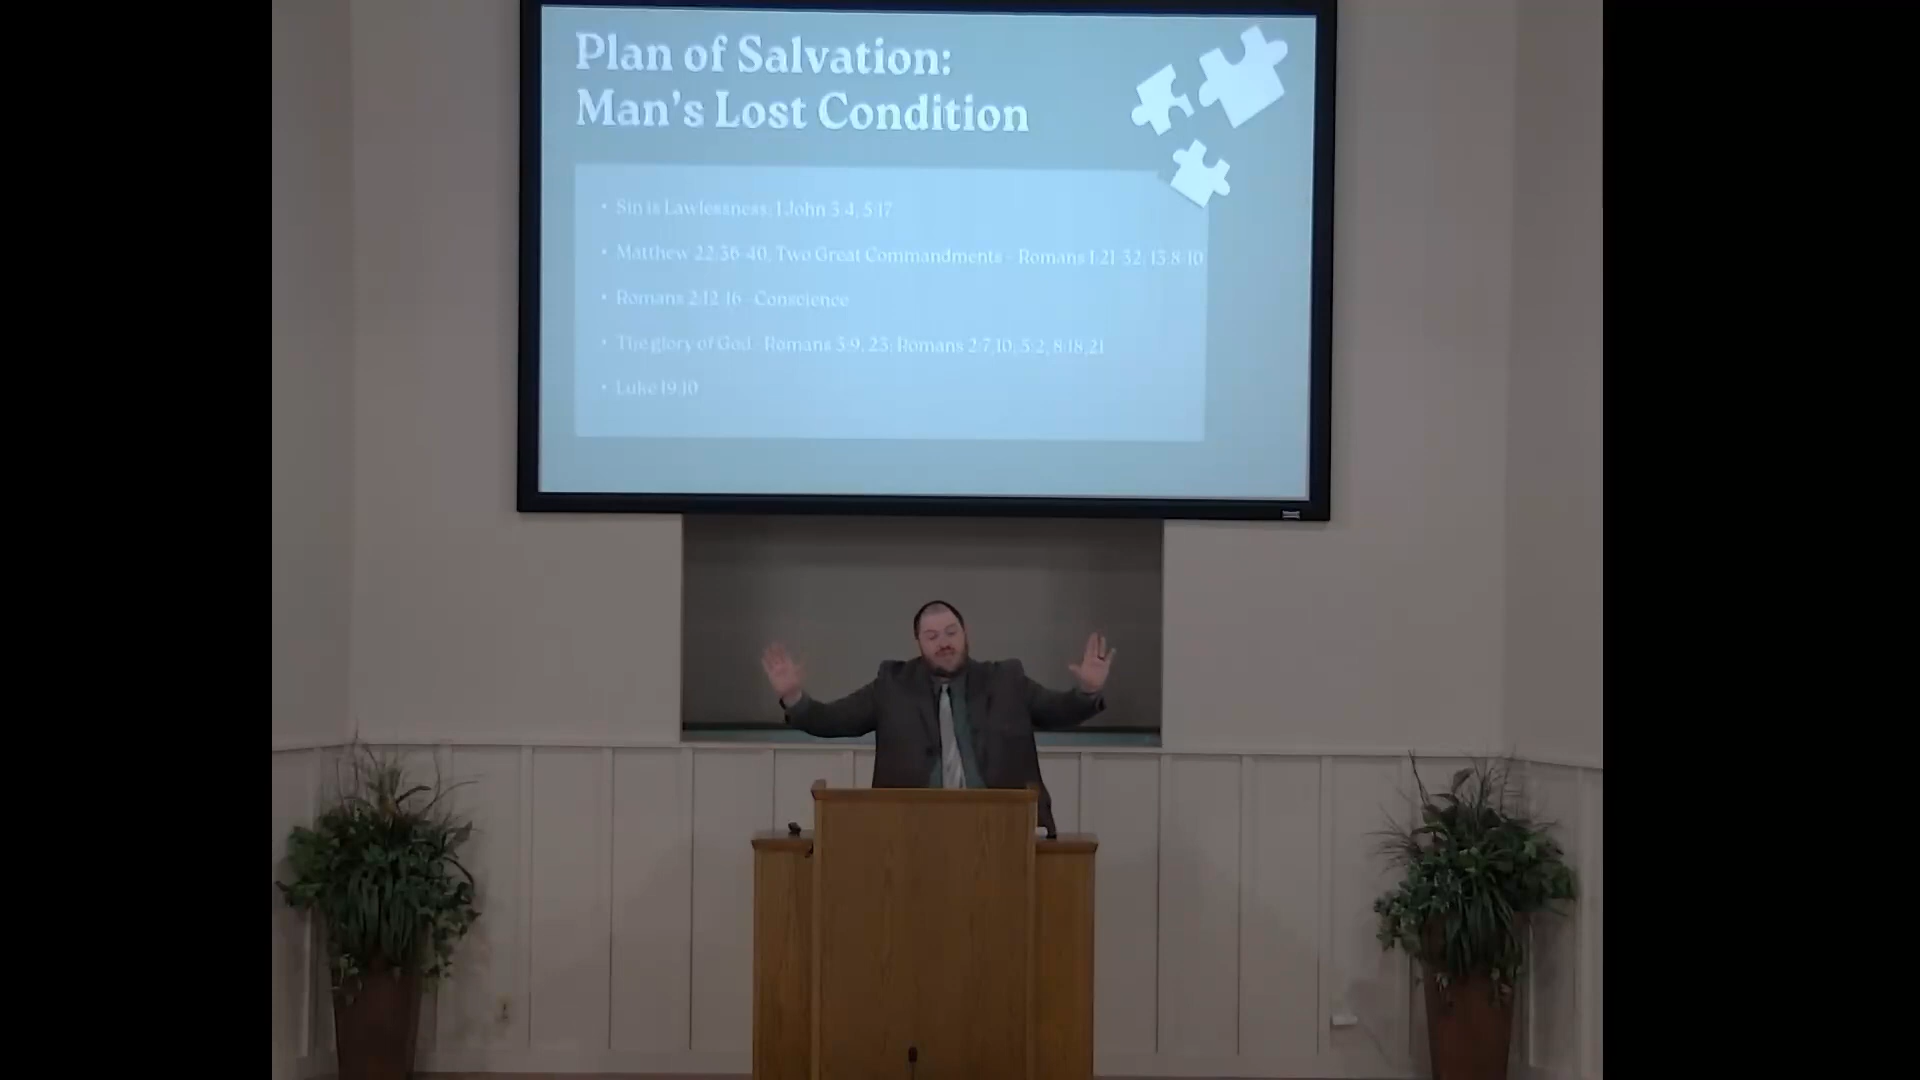 Plan of Salvation:
Man's Lost Condition
• Sin is Lawlessness, 1 John 3:4, 5:17
• Matthew 22:36-40, Two Great Commandments - Romans 1:21-32, 13:8-10
• Romans 2:12-16 - Conscience
• The glory of God - Romans 3:9, 23; Romans 2:7,10, 5:2, 8:18,21
• Luke 19:10